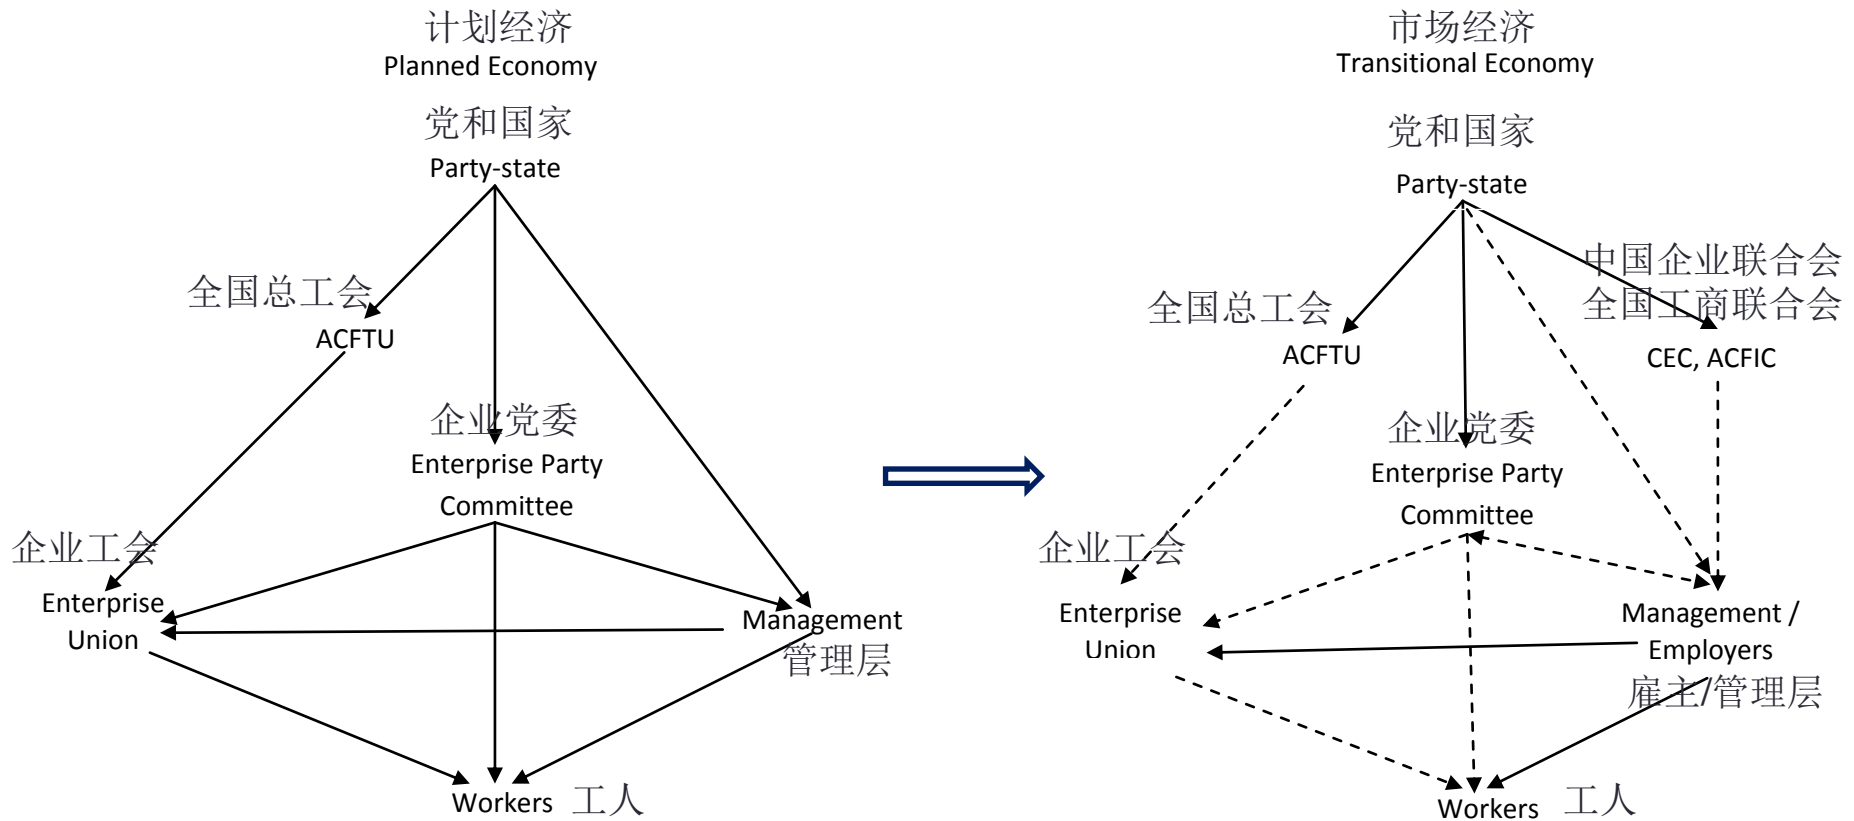 计划经济
Planned Economy
党和国家
Party-state
全国总工会
ACFTU
企业党委
Enterprise Party
Committee
企业工会
Enterprise
Union
Management
管理层
Workers 工人
市场经济
Transitional Economy
党和国家
Party-state
中国企业联合会
全国工商联合会
全国总工会
ACFTU
CEC, ACFIC
企业党委
Enterprise Party
Committee
企业工会
Enterprise
Union
Management /
Employers
雇主/管理层
Workers 工人